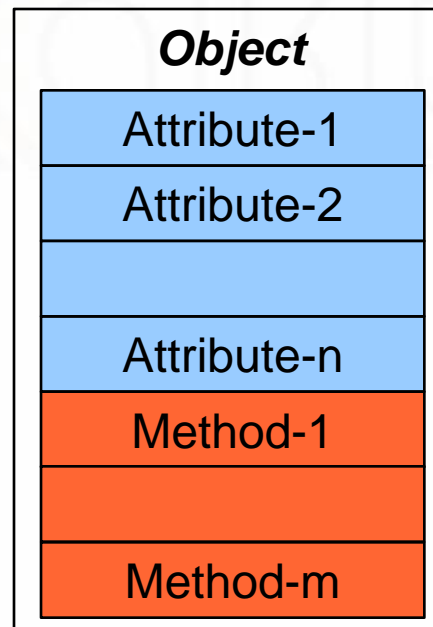 Object
Attribute-1
Attribute-2
Attribute-n
Method-1
Method-m